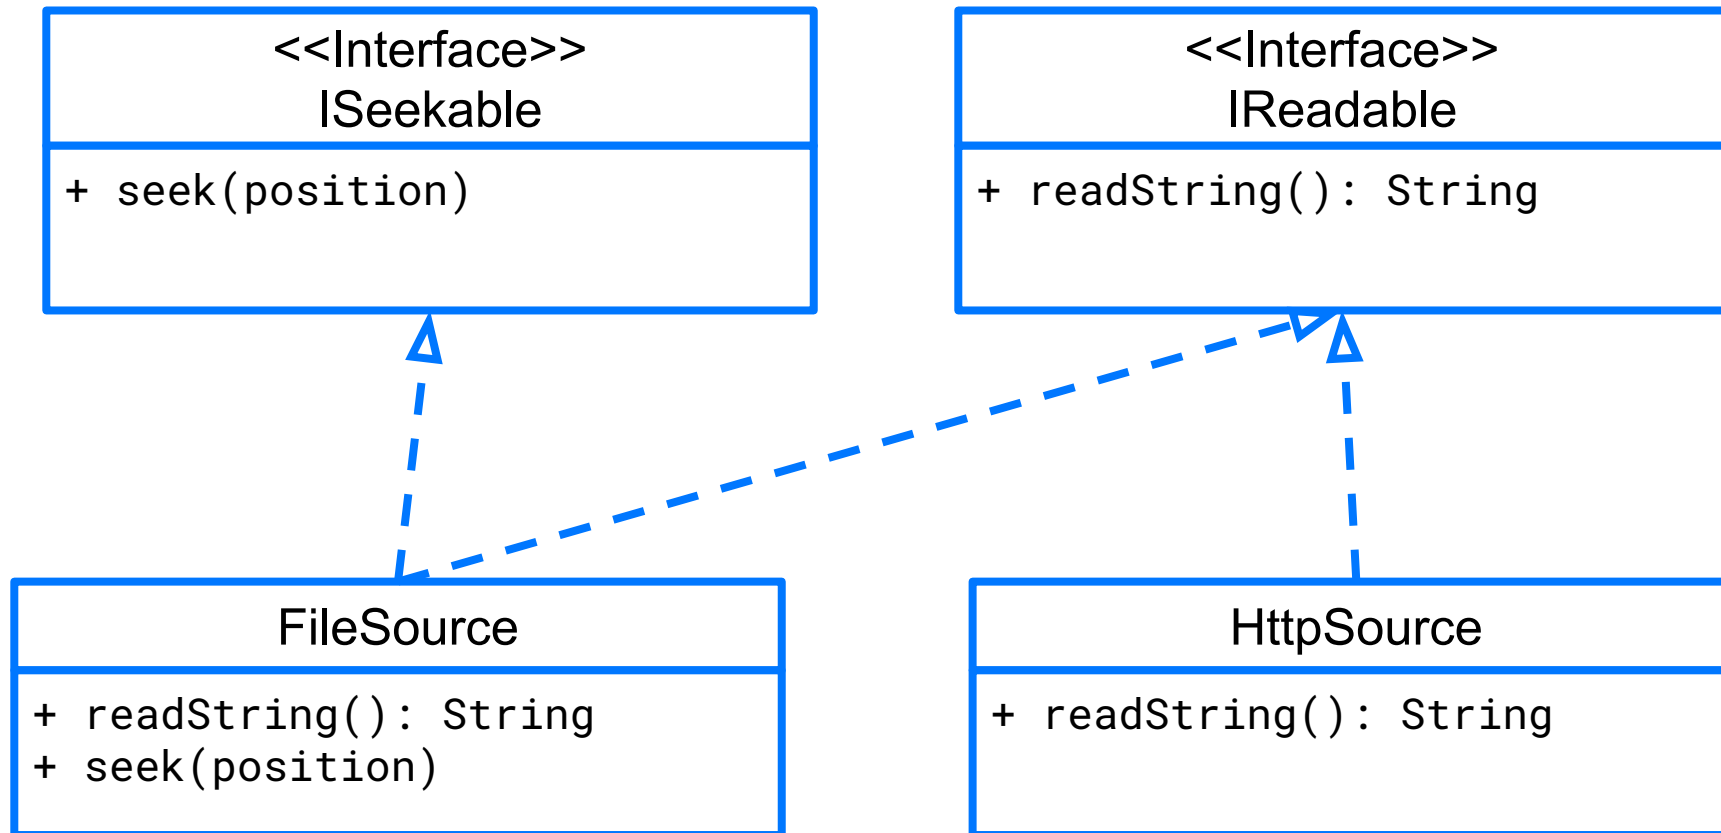 <<Interface>>
ISeekable
+ seek(position)
<<Interface>>
IReadable
+ readString(): String
FileSource
+ readString(): String
+ seek(position)
HttpSource
+ readString(): String